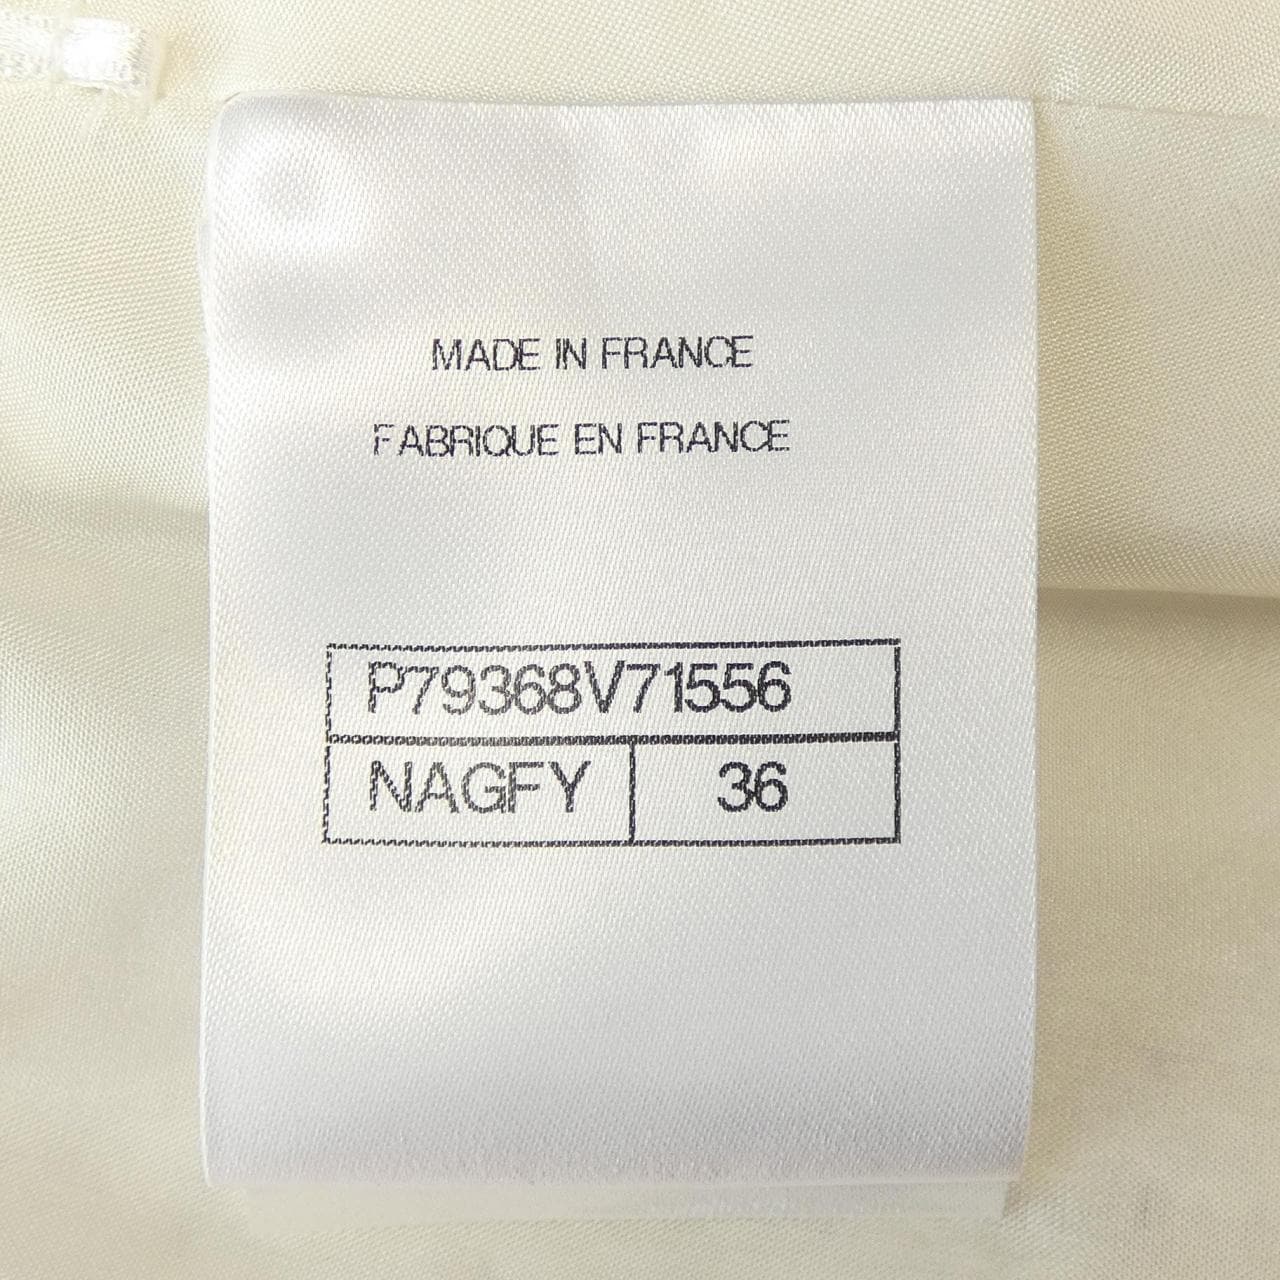 MADE IN FRANCE
FABRIQUE EN FRANCE
P79368V71556
NAGFY 36